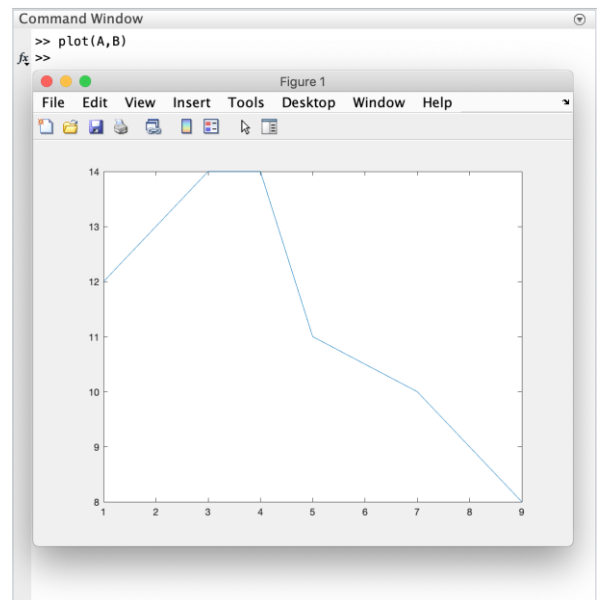 Command Window
>> plot(A,B)
fx >>
Figure 1
File Edit View Insert Tools Desktop Window Help
14
13
12
11
10
9
8
1 2 3 4 5 6 7 8 9